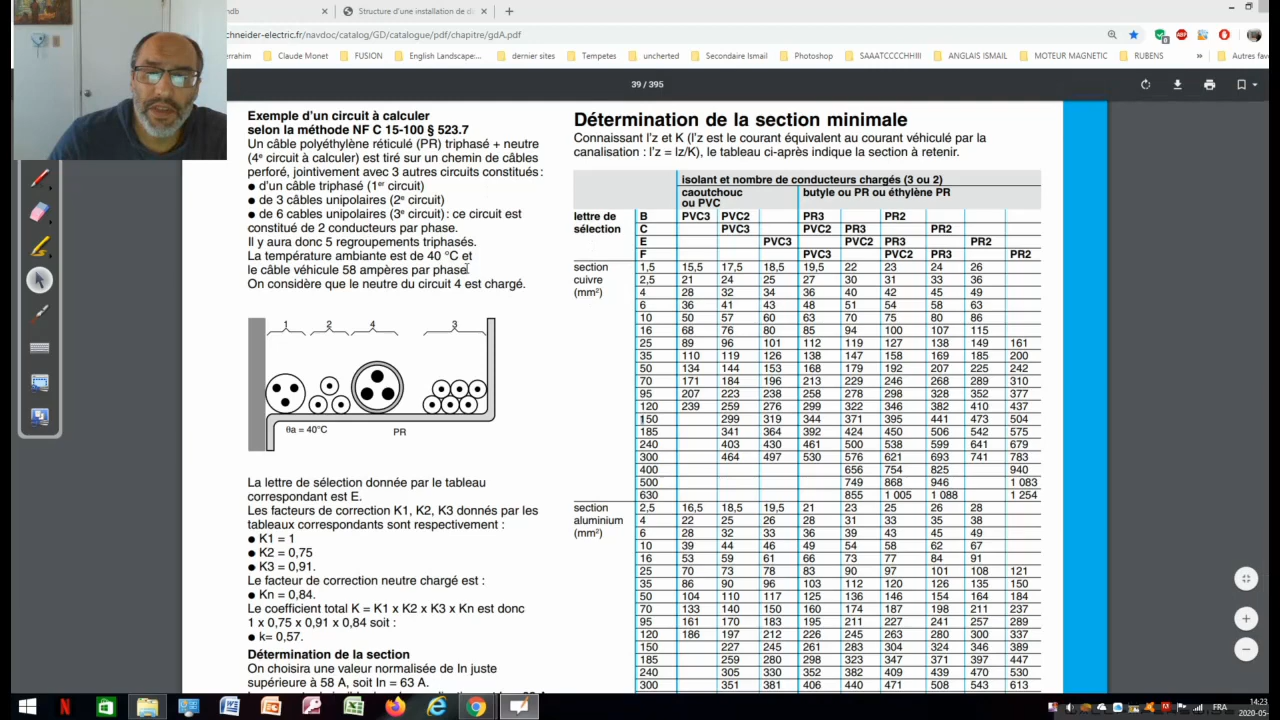 ndb
Structure d'une installation de di
chneider-electric.fr/navdoc/catalog/GD/catalogue/pdf/chapitre/gdA.pdf
errahim
Claude Monet
FUSION
English Landscape:...
dernier sites
Tempetes
uncherted
Secondaire Ismail
Photoshop
SAAATCCCCHHIII
ANGLAIS ISMAIL
MOTEUR MAGNETIC
RUBENS
»
Autres fav
39 / 395
Exemple d'un circuit à calculer
selon la méthode NF C 15-100 § 523.7
Un câble polyéthylène réticulé (PR) triphasé + neutre
(4e circuit à calculer) est tiré sur un chemin de câbles
perforé, jointivement avec 3 autres circuits constitués :
● d'un câble triphasé (1er circuit)
● de 3 câbles unipolaires (2e circuit)
● de 6 cables unipolaires (3e circuit) : ce circuit est
constitué de 2 conducteurs par phase.
Il y aura donc 5 regroupements triphasés.
La température ambiante est de 40 °C et
le câble véhicule 58 ampères par phase.
On considère que le neutre du circuit 4 est chargé.
1 2 4 3
θa = 40°C PR
La lettre de sélection donnée par le tableau
correspondant est E.
Les facteurs de correction K1, K2, K3 donnés par les
tableaux correspondants sont respectivement :
● K1 = 1
● K2 = 0,75
● K3 = 0,91.
Le facteur de correction neutre chargé est :
● Kn = 0,84.
Le coefficient total K = K1 x K2 x K3 x Kn est donc
1 x 0,75 x 0,91 x 0,84 soit :
● k= 0,57.
Détermination de la section
On choisira une valeur normalisée de In juste
supérieure à 58 A, soit In = 63 A.
Détermination de la section minimale
Connaissant l'z et K (l'z est le courant équivalent au courant véhiculé par la
canalisation : l'z = lz/K), le tableau ci-après indique la section à retenir.
isolant et nombre de conducteurs chargés (3 ou 2)
caoutchouc butyle ou PR ou éthylène PR
ou PVC
lettre de B PVC3 PVC2 PR3 PR2
sélection C PVC3 PVC2 PR3 PR2
E PVC3 PVC2 PR3 PR2
F PVC3 PVC2 PR3 PR2
section 1,5 15,5 17,5 18,5 19,5 22 23 24 26
cuivre 2,5 21 24 25 27 30 31 33 36
(mm²) 4 28 32 34 36 40 42 45 49
6 36 41 43 48 51 54 58 63
10 50 57 60 63 70 75 80 86
16 68 76 80 85 94 100 107 115
25 89 96 101 112 119 127 138 149 161
35 110 119 126 138 147 158 169 185 200
50 134 144 153 168 179 192 207 225 242
70 171 184 196 213 229 246 268 289 310
95 207 223 238 258 278 298 328 352 377
120 239 259 276 299 322 346 382 410 437
150 299 319 344 371 395 441 473 504
185 341 364 392 424 450 506 542 575
240 403 430 461 500 538 599 641 679
300 464 497 530 576 621 693 741 783
400 656 754 825 940
500 749 868 946 1 083
630 855 1 005 1 088 1 254
section 2,5 16,5 18,5 19,5 21 23 25 26 28
aluminium 4 22 25 26 28 31 33 35 38
(mm²) 6 28 32 33 36 39 43 45 49
10 39 44 46 49 54 58 62 67
16 53 59 61 66 73 77 84 91
25 70 73 78 83 90 97 101 108 121
35 86 90 96 103 112 120 126 135 150
50 104 110 117 125 136 146 154 164 184
70 133 140 150 160 174 187 198 211 237
95 161 170 183 195 211 227 241 257 289
120 186 197 212 226 245 263 280 300 337
150 227 245 261 283 304 324 346 389
185 259 280 298 323 347 371 397 447
240 305 330 352 382 409 439 470 530
300 351 381 406 440 471 508 543 613
FRA
14:23
2020-05-